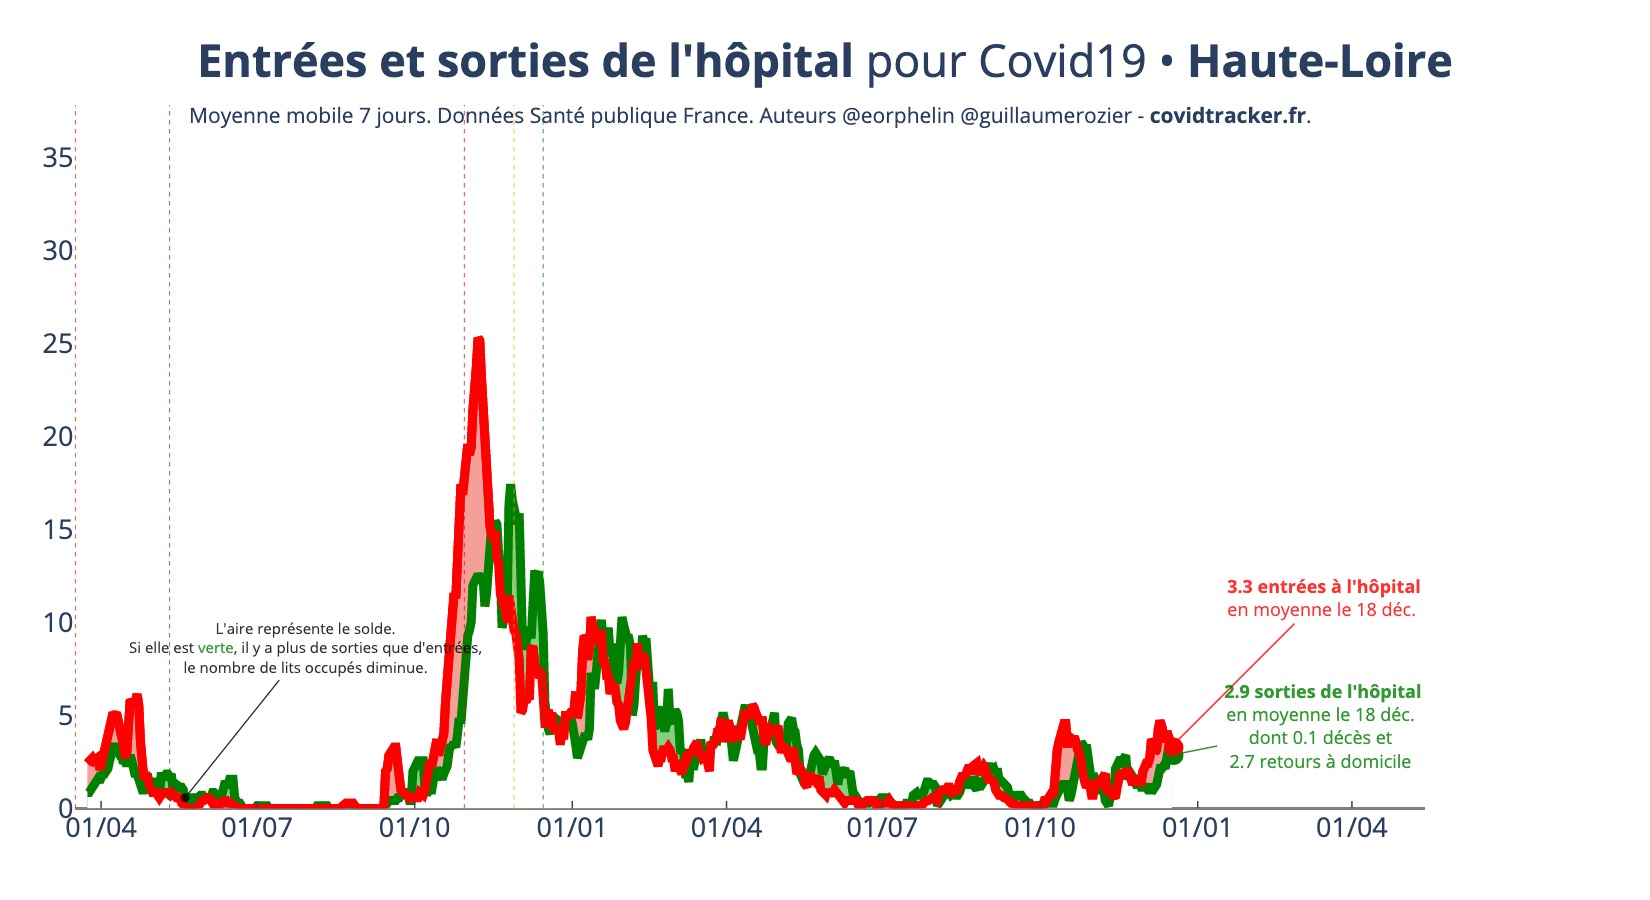 Entrées et sorties de l'hôpital pour Covid19 • Haute-Loire
Moyenne mobile 7 jours. Données Santé publique France. Auteurs @eorphelin @guillaumerozier - covidtracker.fr.
35
30
25
20
15
10
5
0
L'aire représente le solde.
Si elle est verte, il y a plus de sorties que d'entrées,
le nombre de lits occupés diminue.
3.3 entrées à l'hôpital
en moyenne le 18 déc.
2.9 sorties de l'hôpital
en moyenne le 18 déc.
dont 0.1 décès et
2.7 retours à domicile
01/04 01/07 01/10 01/01 01/04 01/07 01/10 01/01 01/04